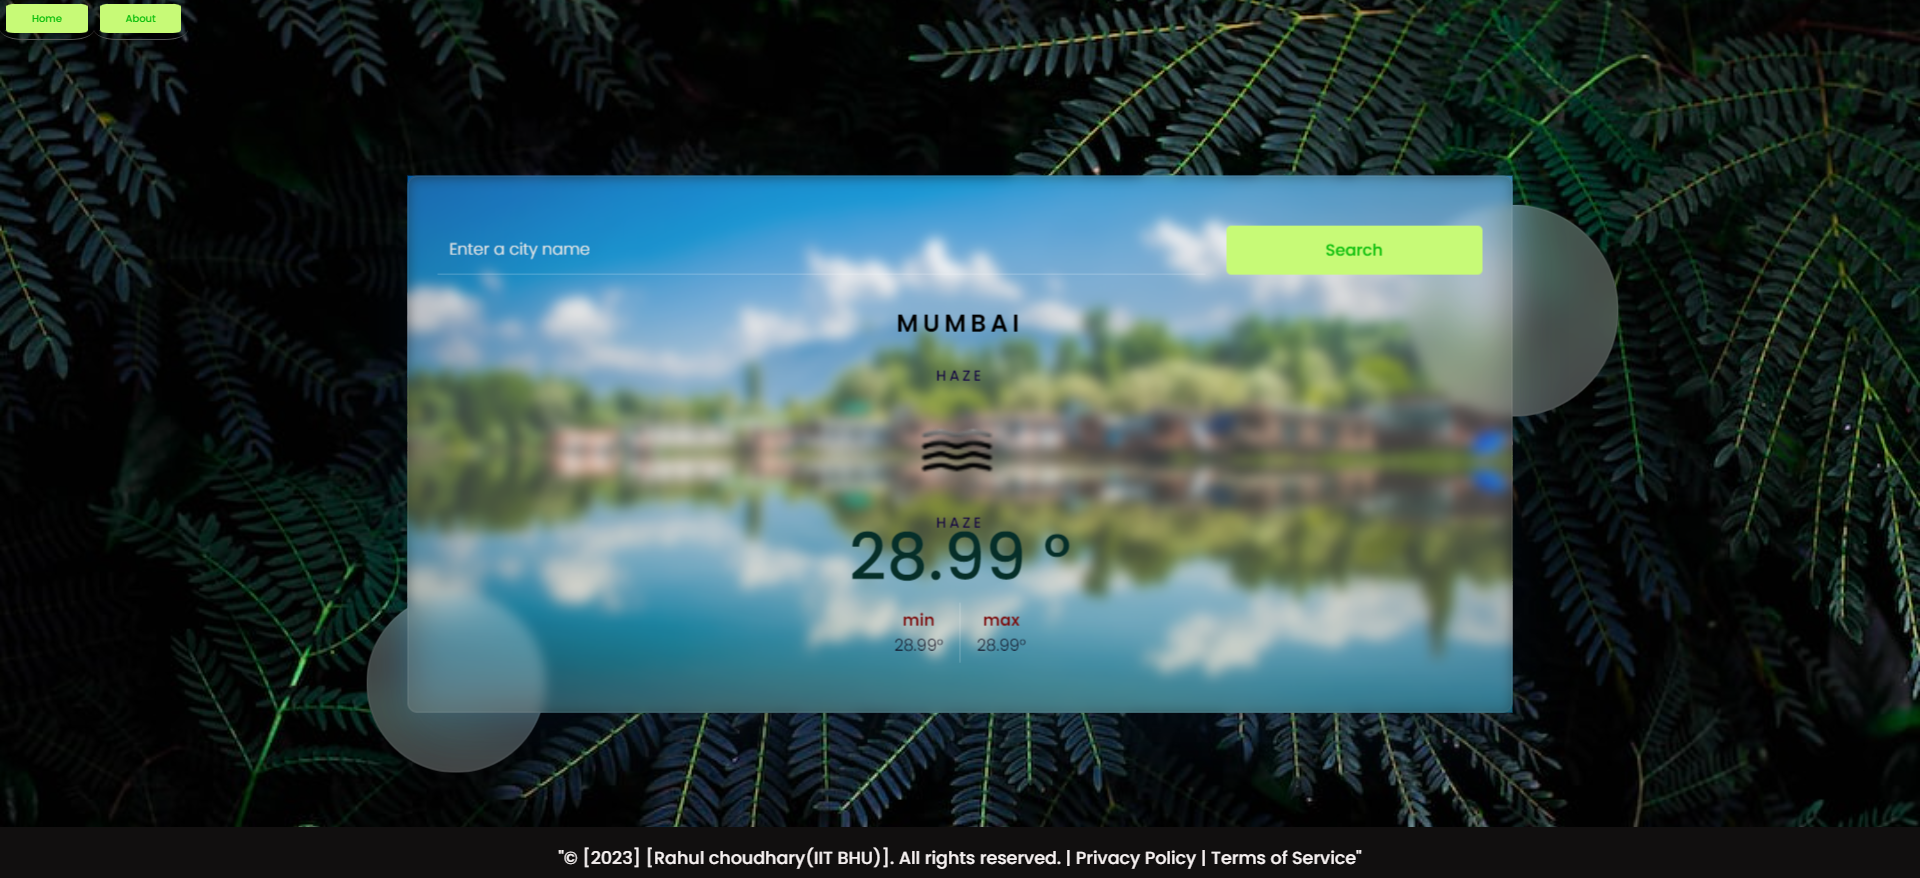 Home About
Enter a city name Search
MUMBAI
HAZE
HAZE
28.99 °
min max
28.99° 28.99°
"© [2023] [Rahul choudhary(IIT BHU)]. All rights reserved. | Privacy Policy | Terms of Service"